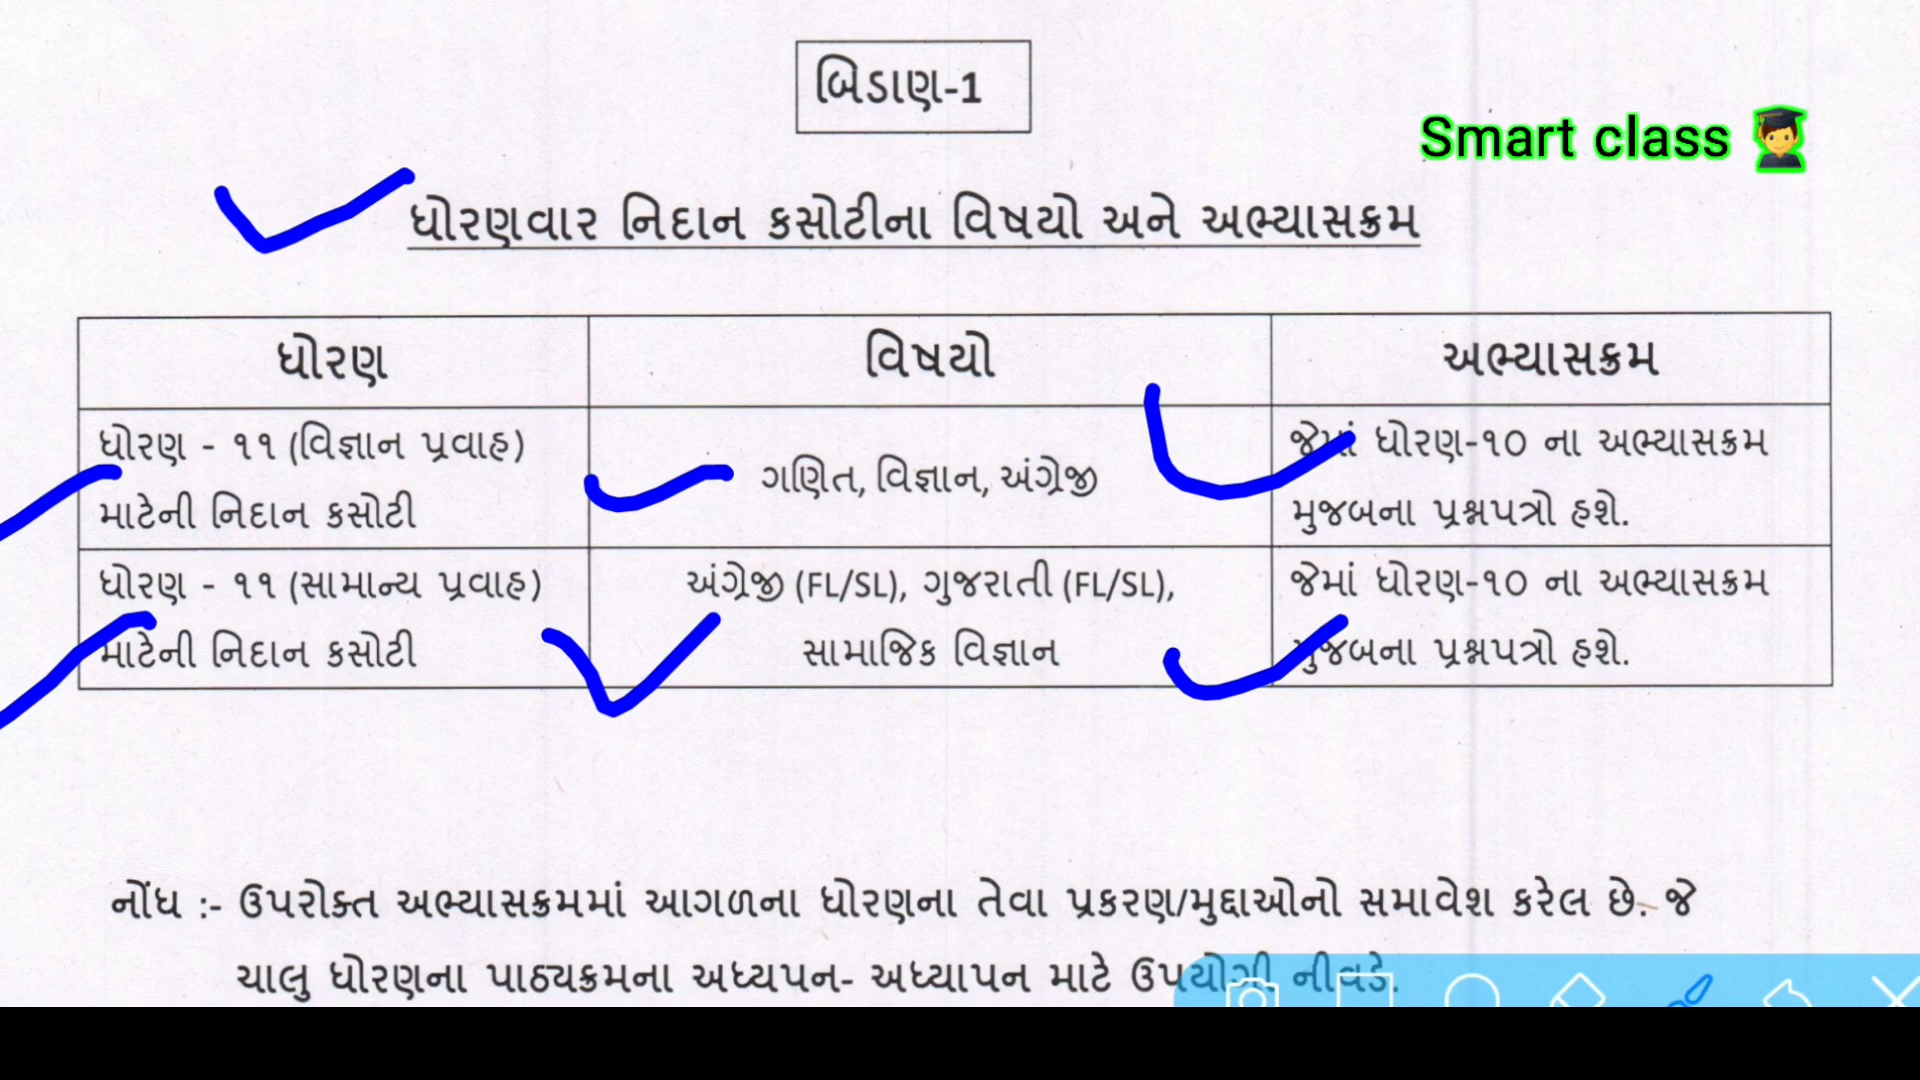 બિડાણ-1
Smart class
ધોરણવાર નિદાન કસોટીના વિષયો અને અભ્યાસક્રમ
ધોરણ
વિષયો
અભ્યાસક્રમ
ધોરણ - ૧૧ (વિજ્ઞાન પ્રવાહ)
માટેની નિદાન કસોટી
ગણિત, વિજ્ઞાન, અંગ્રેજી
જેમાં ધોરણ-૧૦ ના અભ્યાસક્રમ
મુજબના પ્રશ્નપત્રો હશે.
ધોરણ - ૧૧ (સામાન્ય પ્રવાહ)
માટેની નિદાન કસોટી
અંગ્રેજી (FL/SL), ગુજરાતી (FL/SL),
સામાજિક વિજ્ઞાન
જેમાં ધોરણ-૧૦ ના અભ્યાસક્રમ
મુજબના પ્રશ્નપત્રો હશે.
નોંધ :- ઉપરોક્ત અભ્યાસક્રમમાં આગળના ધોરણના તેવા પ્રકરણ/મુદ્દાઓનો સમાવેશ કરેલ છે. જે
ચાલુ ધોરણના પાઠ્યક્રમના અધ્યપન- અધ્યાપન માટે ઉપયોગી નીવડે.